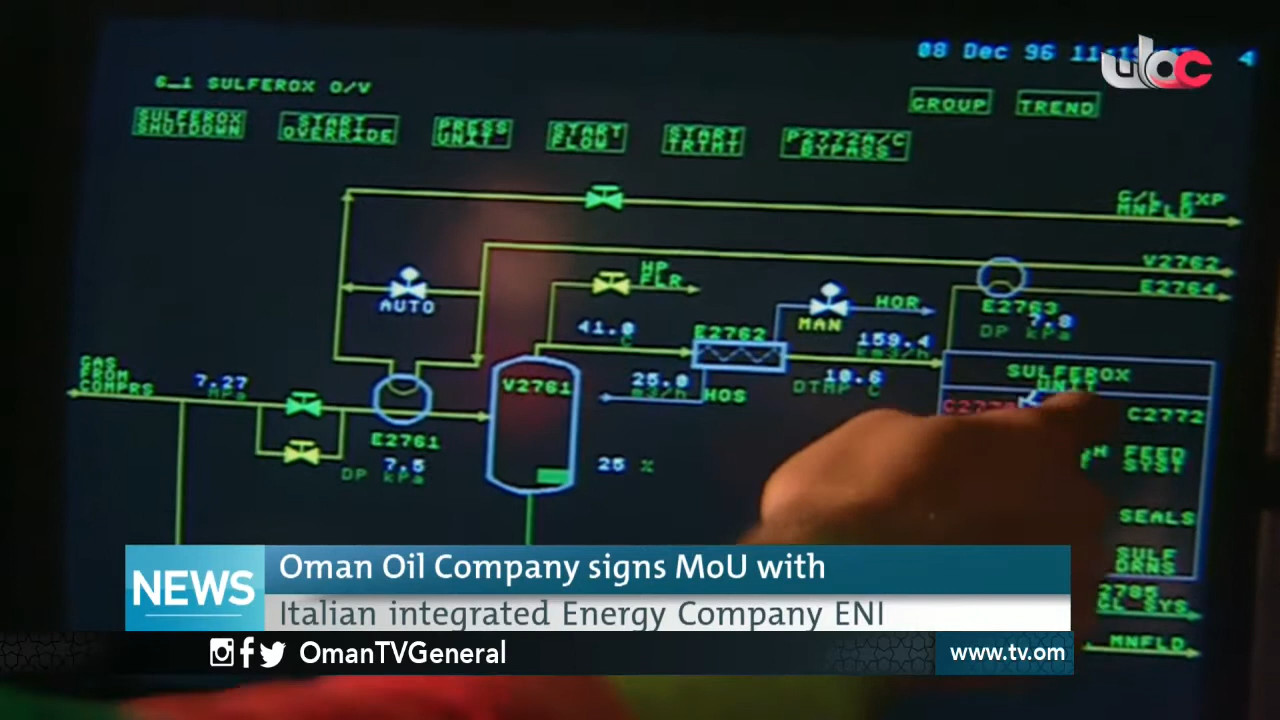 08 Dec 96
4
6_1 SULFEROX O/V
GROUP
TREND
SULFEROX
SHUTDOWN
START
OVERRIDE
PRESS
UNIT
START
FLOW
START
TRTMT
P2772A/C
BYPASS
G/L EXP
MNFLD
V2762
E2764
HP
FLR
AUTO
HOR
MAN
E2763
7.8
DP kPa
41.0
C
E2762
159.4
km3/h
GAS
FROM
COMPRS
7.27
MPa
V2761
25.0
m3/h
HOS
10.6
DTMP C
SULFEROX
UNIT
C2772
E2761
7.5
DP kPa
25 %
FEED
SYST
SEALS
SULF
DRNS
GL SYS
MNFLD
NEWS
Oman Oil Company signs MoU with
Italian integrated Energy Company ENI
OmanTVGeneral
www.tv.om